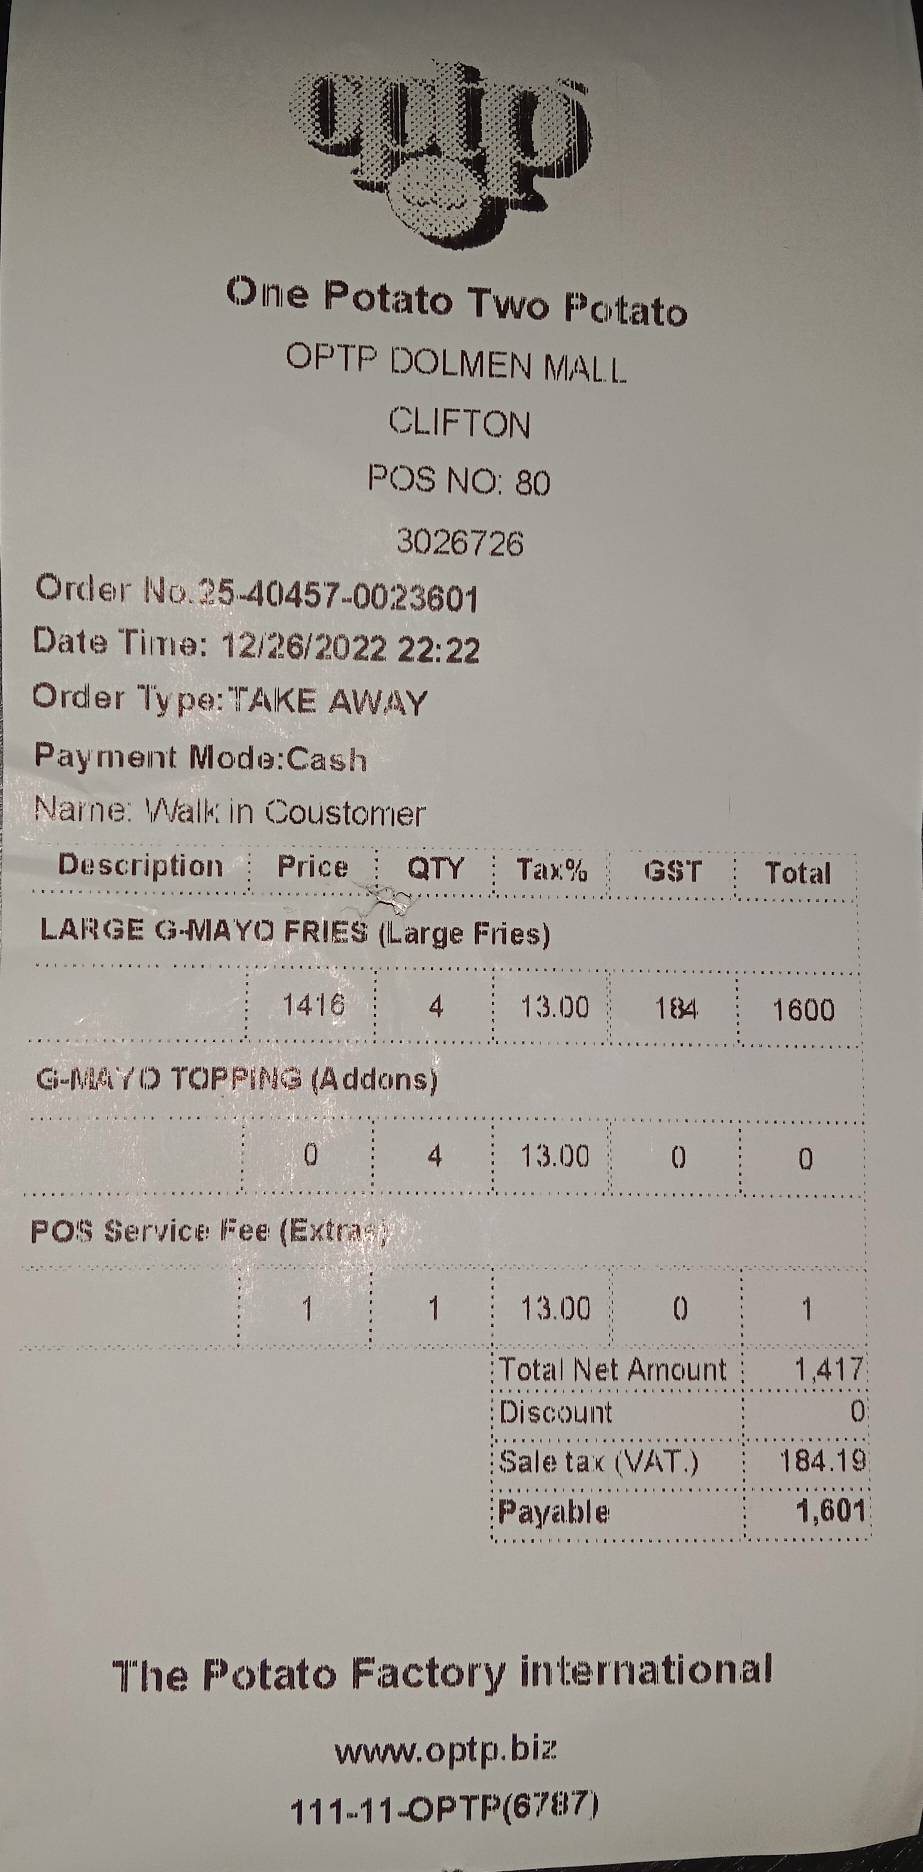 optp
One Potato Two Potato
OPTP DOLMEN MALL
CLIFTON
POS NO: 80
3026726
Order No.25-40457-0023601
Date Time: 12/26/2022 22:22
Order Type:TAKE AWAY
Payment Mode:Cash
Name: Walk in Coustomer
Description Price QTY Tax% GST Total
LARGE G-MAYO FRIES (Large Fries)
1416 4 13.00 184 1600
G-MAYO TOPPING (Addons)
0 4 13.00 0 0
POS Service Fee (Extras)
1 1 13.00 0 1
Total Net Amount 1,417
Discount 0
Sale tax (VAT.) 184.19
Payable 1,601
The Potato Factory international
www.optp.biz
111-11-OPTP(6787)